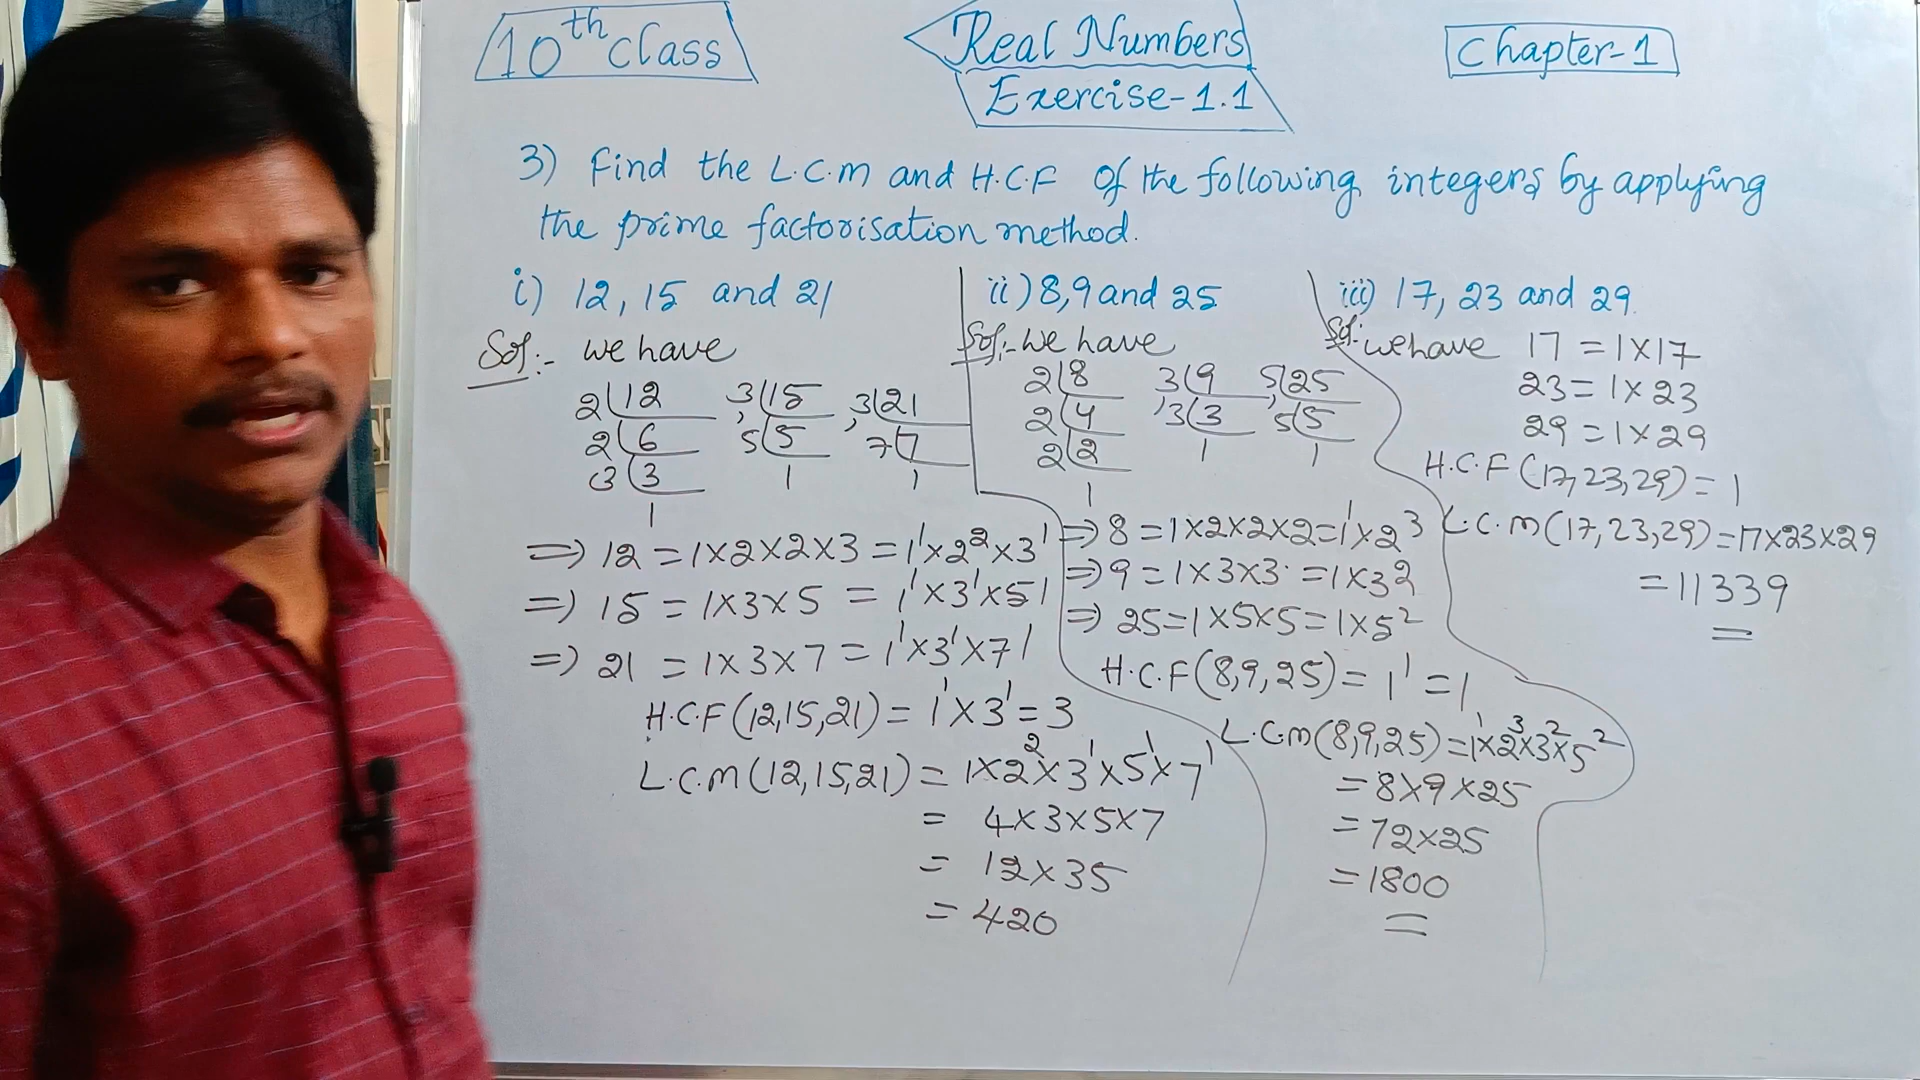 10th class
Real Numbers
Exercise-1.1
Chapter-1
3) Find the L.C.M and H.C.F of the following integers by applying
the prime factorisation method.
i) 12, 15 and 21
Sol:- we have
2 12
2 6
3 3
1
, 3 15
5 5
1
, 3 21
7 7
1
=> 12 = 1×2×2×3 = 1¹×2²×3¹
=> 15 = 1×3×5 = 1¹×3¹×5¹
=> 21 = 1×3×7 = 1¹×3¹×7¹
H.C.F(12,15,21) = 1¹×3¹ = 3
L.C.M(12,15,21) = 1×2²×3¹×5¹×7¹
= 4×3×5×7
= 12×35
= 420
ii) 8,9 and 25
Sol:- we have
2 8
2 4
2 2
1
, 3 9
3 3
1
, 5 25
5 5
1
=> 8 = 1×2×2×2 = 1¹×2³
=> 9 = 1×3×3 = 1×3²
=> 25 = 1×5×5 = 1×5²
H.C.F(8,9,25) = 1¹ = 1
L.C.M(8,9,25) = 1¹×2³×3²×5²
= 8×9×25
= 72×25
= 1800
iii) 17, 23 and 29.
Sol:- we have 17 = 1×17
23 = 1×23
29 = 1×29
H.C.F(17,23,29) = 1
L.C.M(17,23,29) = 17×23×29
= 11339